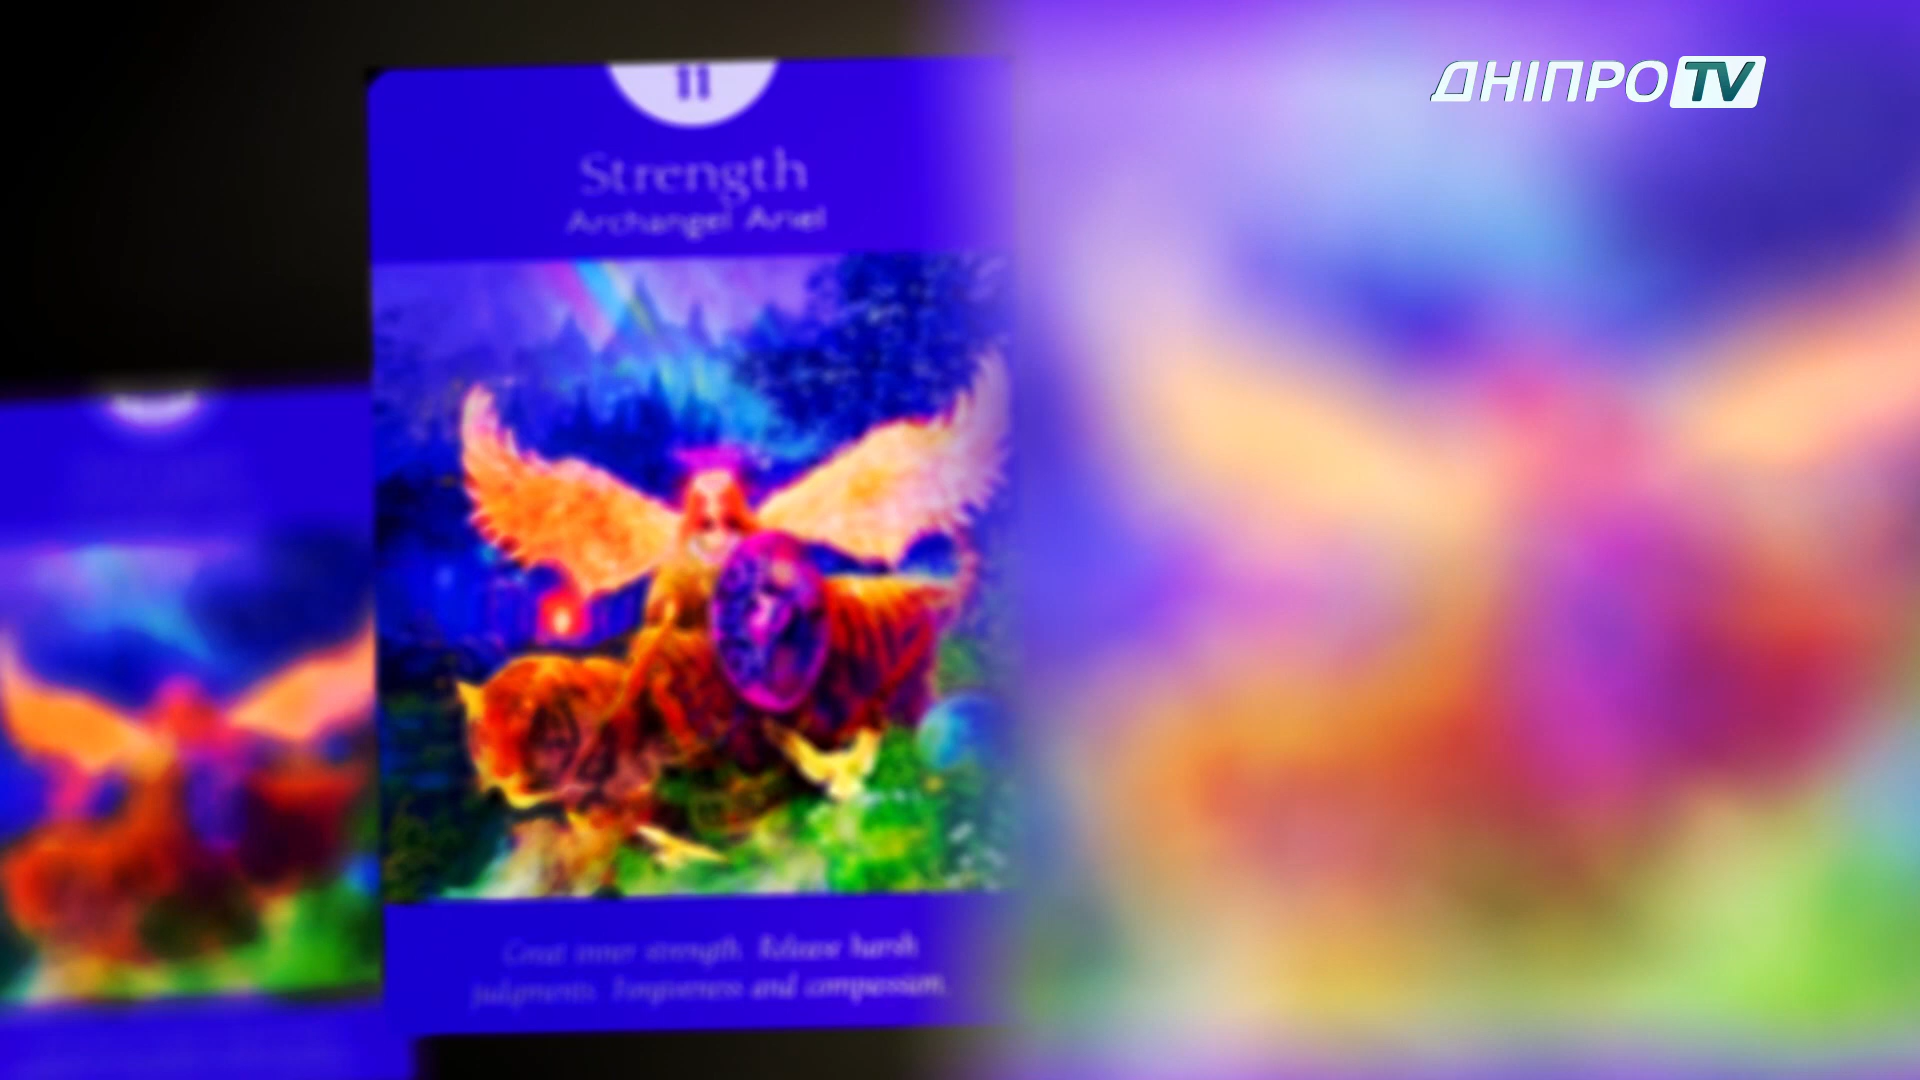 ДНІПРО TV
11
Strength
Archangel Ariel
Great inner strength. Release harsh
judgments. Forgiveness and compassion.